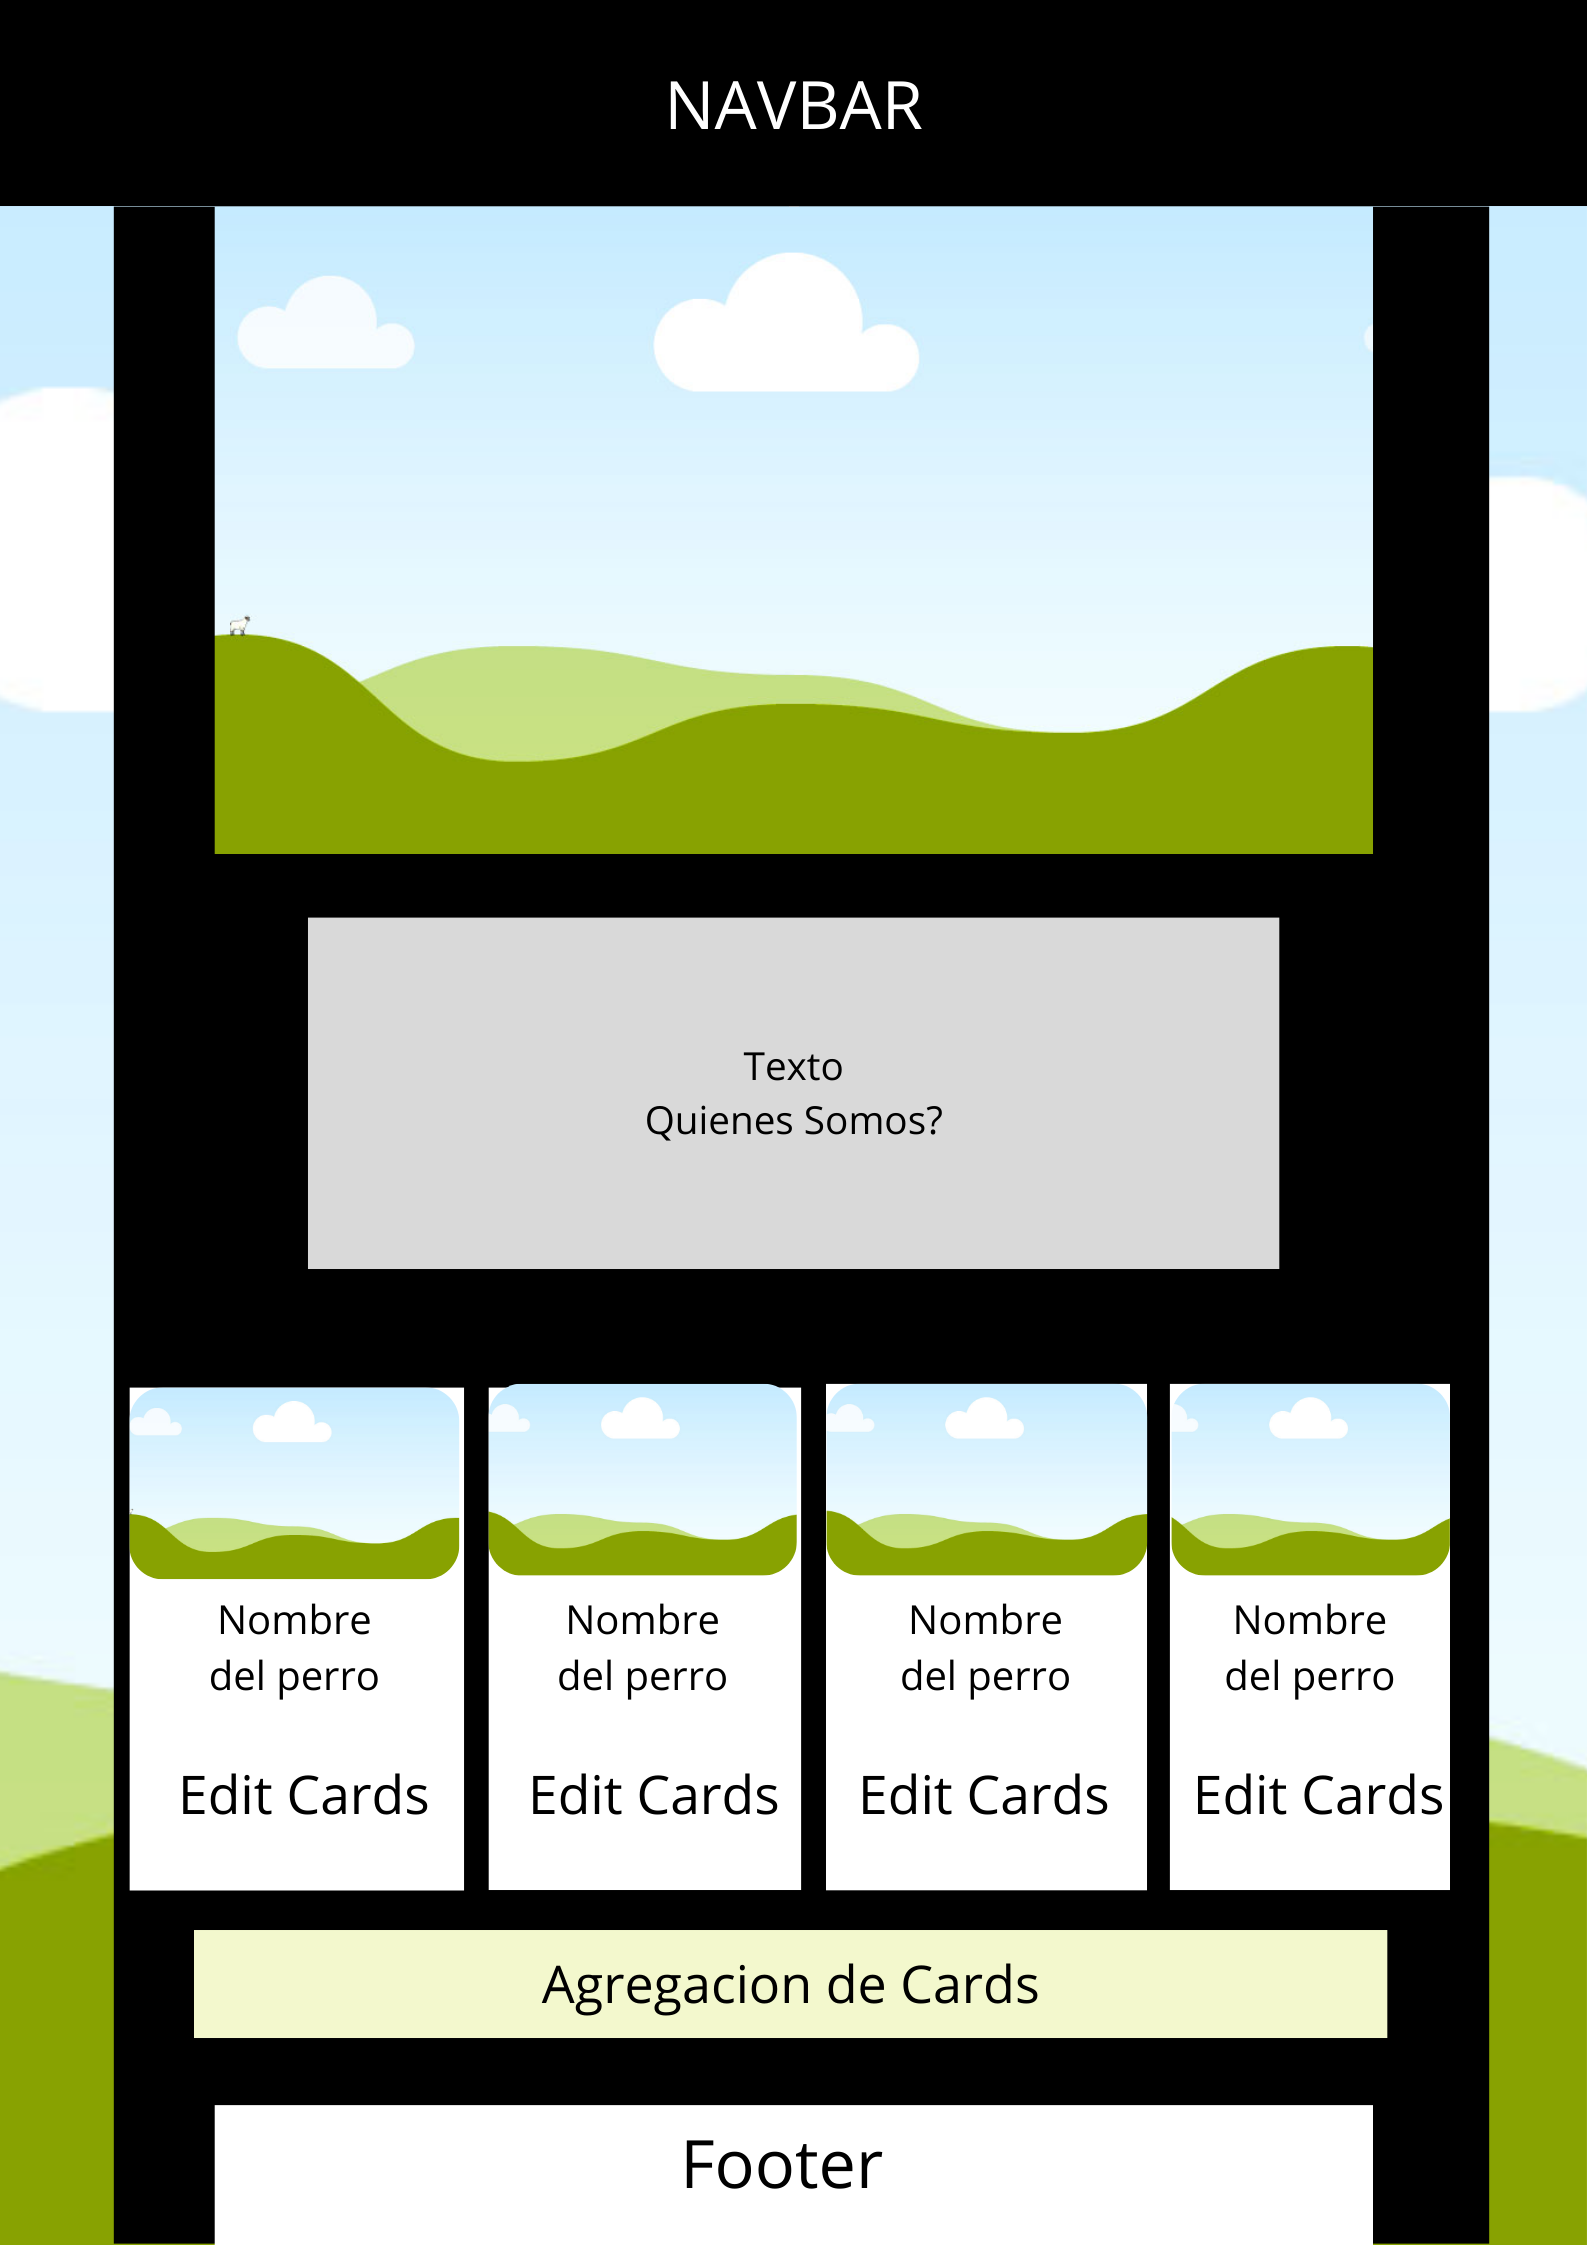 NAVBAR
Texto
Quienes Somos?
Nombre
del perro
Edit Cards
Nombre
del perro
Edit Cards
Nombre
del perro
Edit Cards
Nombre
del perro
Edit Cards
Agregacion de Cards
Footer